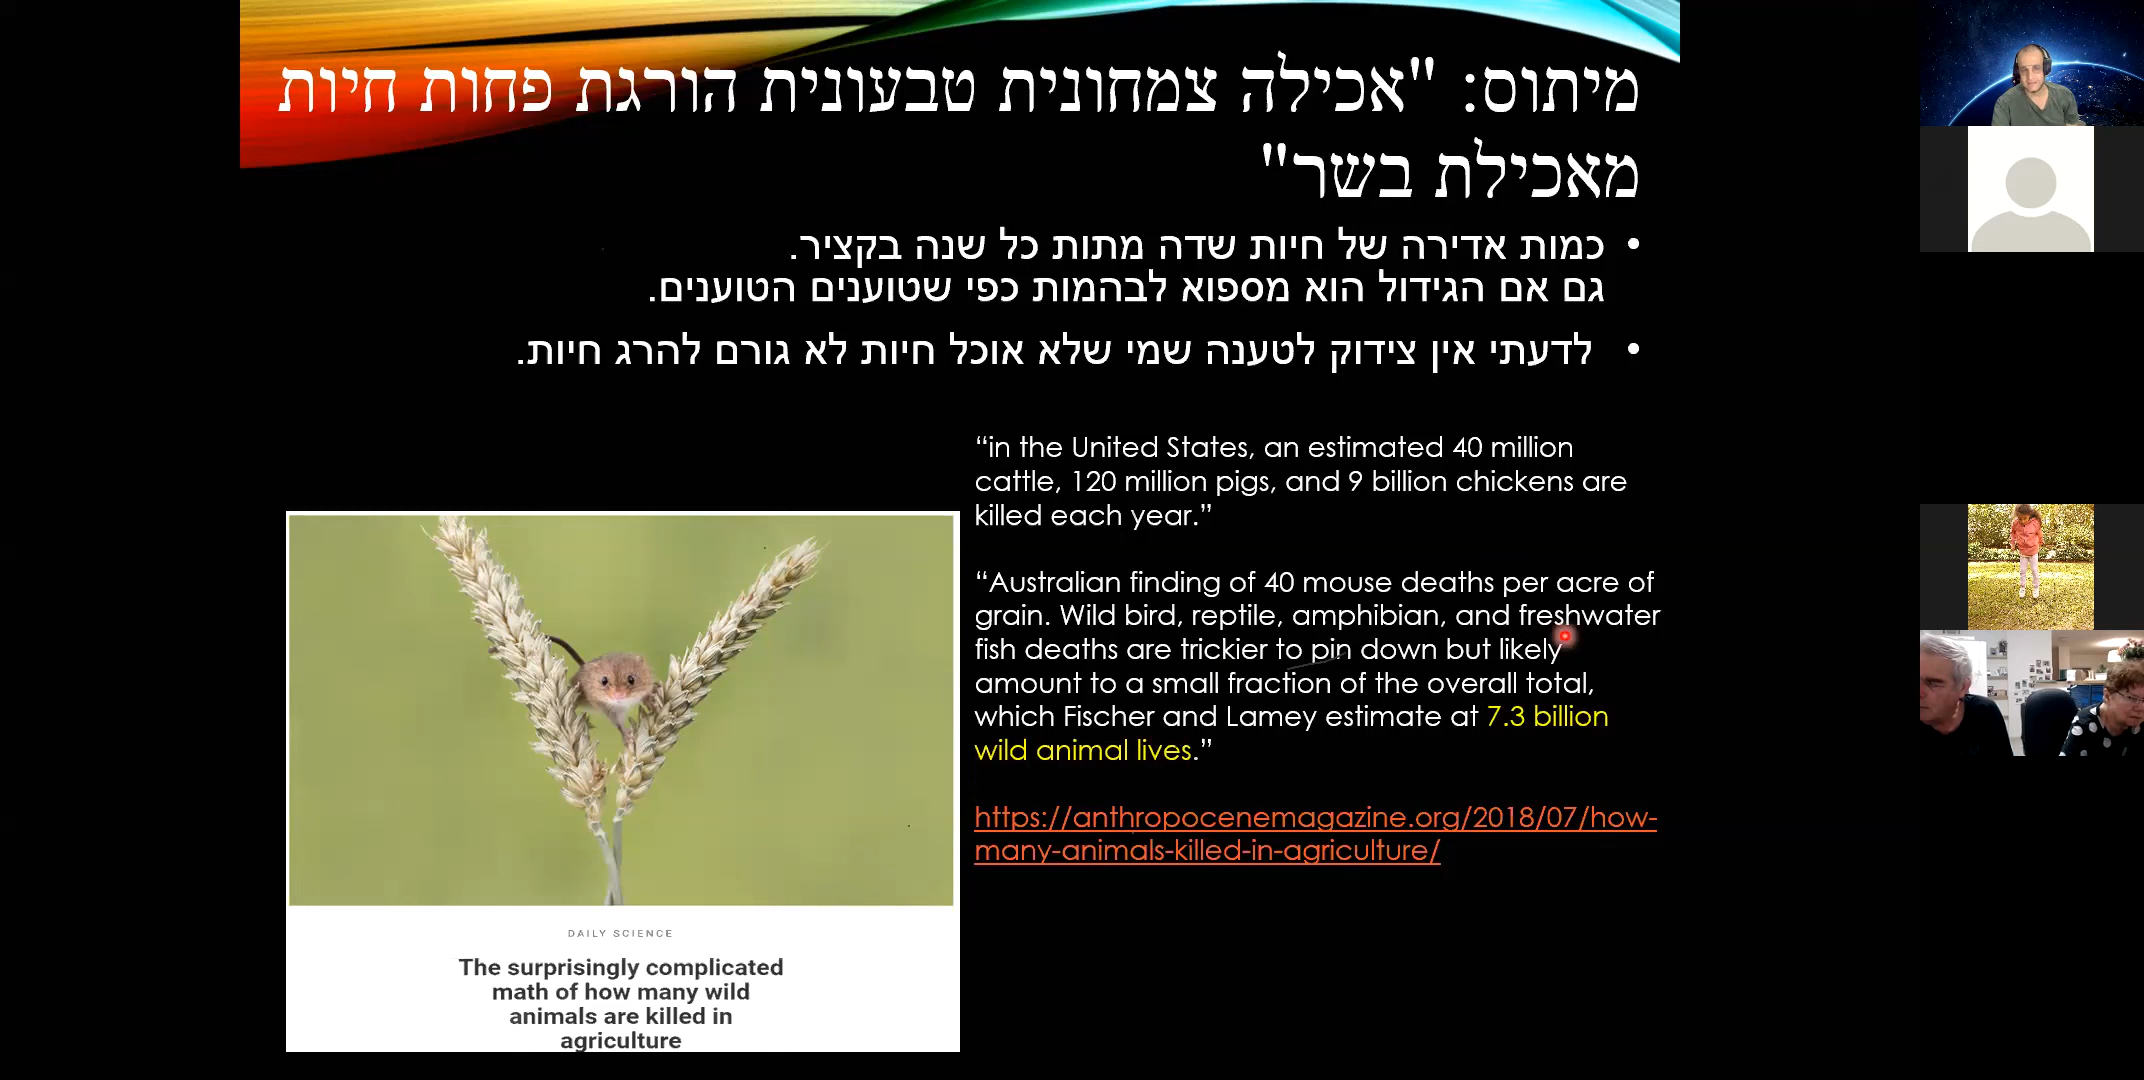 מיתוס: "אכילה צמחונית טבעונית הורגת פחות חיות
מאכילת בשר"
• כמות אדירה של חיות שדה מתות כל שנה בקציר.
גם אם הגידול הוא מספוא לבהמות כפי שטוענים הטוענים.
• לדעתי אין צידוק לטענה שמי שלא אוכל חיות לא גורם להרג חיות.
“in the United States, an estimated 40 million
cattle, 120 million pigs, and 9 billion chickens are
killed each year.”
“Australian finding of 40 mouse deaths per acre of
grain. Wild bird, reptile, amphibian, and freshwater
fish deaths are trickier to pin down but likely
amount to a small fraction of the overall total,
which Fischer and Lamey estimate at 7.3 billion
wild animal lives.”
https://anthropocenemagazine.org/2018/07/how-
many-animals-killed-in-agriculture/
DAILY SCIENCE
The surprisingly complicated
math of how many wild
animals are killed in
agriculture